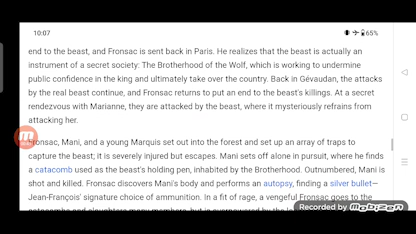 10:07
65%
end to the beast, and Fronsac is sent back in Paris. He realizes that the beast is actually an
instrument of a secret society: The Brotherhood of the Wolf, which is working to undermine
public confidence in the king and ultimately take over the country. Back in Gévaudan, the attacks
by the real beast continue, and Fronsac returns to put an end to the beast's killings. At a secret
rendezvous with Marianne, they are attacked by the beast, where it mysteriously refrains from
attacking her.
Fronsac, Mani, and a young Marquis set out into the forest and set up an array of traps to
capture the beast; it is severely injured but escapes. Mani sets off alone in pursuit, where he finds
a catacomb used as the beast's holding pen, inhabited by the Brotherhood. Outnumbered, Mani is
shot and killed. Fronsac discovers Mani's body and performs an autopsy, finding a silver bullet—
Jean-François' signature choice of ammunition. In a fit of rage, a vengeful Fronsac goes to the
Recorded by
MOBIZEN